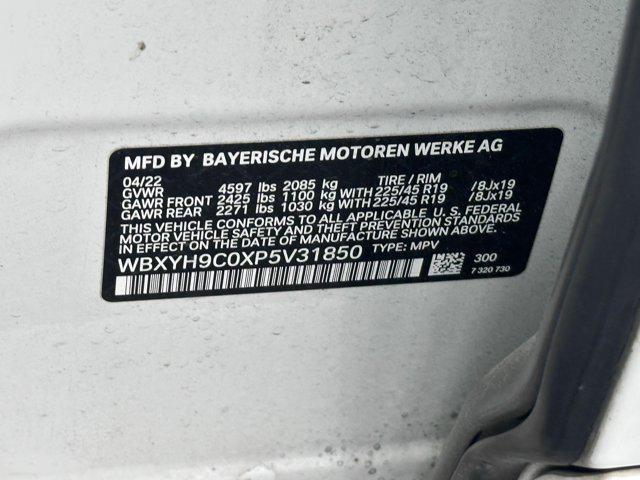 MFD BY BAYERISCHE MOTOREN WERKE AG
04/22 TIRE / RIM
GVWR 4597 lbs 2085 kg
GAWR FRONT 2425 lbs 1100 kg WITH 225/45 R19 /8Jx19
GAWR REAR 2271 lbs 1030 kg WITH 225/45 R19 /8Jx19
THIS VEHICLE CONFORMS TO ALL APPLICABLE U. S. FEDERAL
MOTOR VEHICLE SAFETY, BUMPER, AND THEFT PREVENTION STANDARDS
IN EFFECT ON THE DATE OF MANUFACTURE SHOWN ABOVE.
WBXYH9C0XP5V31850 TYPE: MPV
300
7 320 730